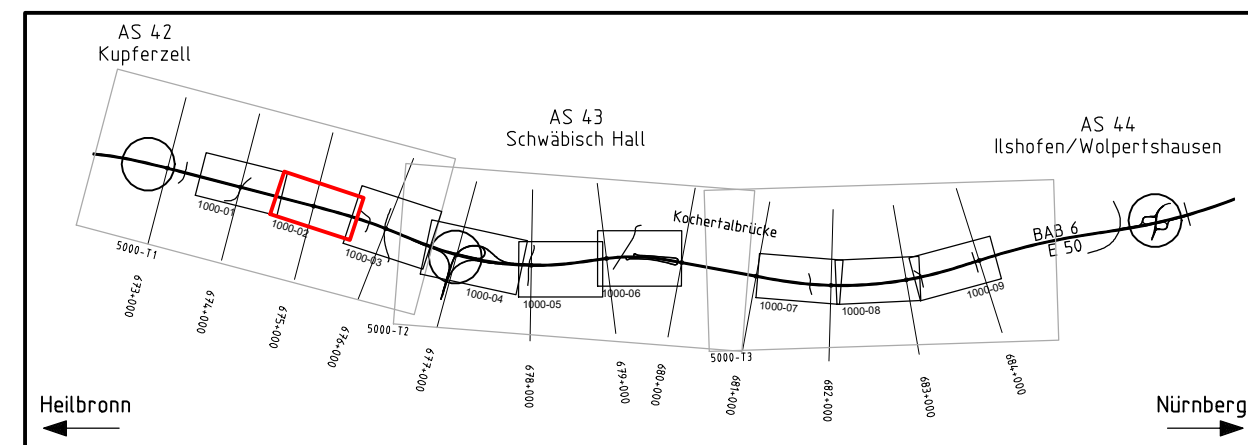 AS 42
Kupferzell
AS 43
Schwäbisch Hall
AS 44
Ilshofen/Wolpertshausen
Kochertalbrücke
BAB 6
E 50
1000-01
1000-02
1000-03
1000-04
1000-05
1000-06
1000-07
1000-08
1000-09
5000-T1
5000-T2
5000-T3
673+000
674+000
675+000
676+000
677+000
678+000
679+000
680+000
681+000
682+000
683+000
684+000
Heilbronn
Nürnberg